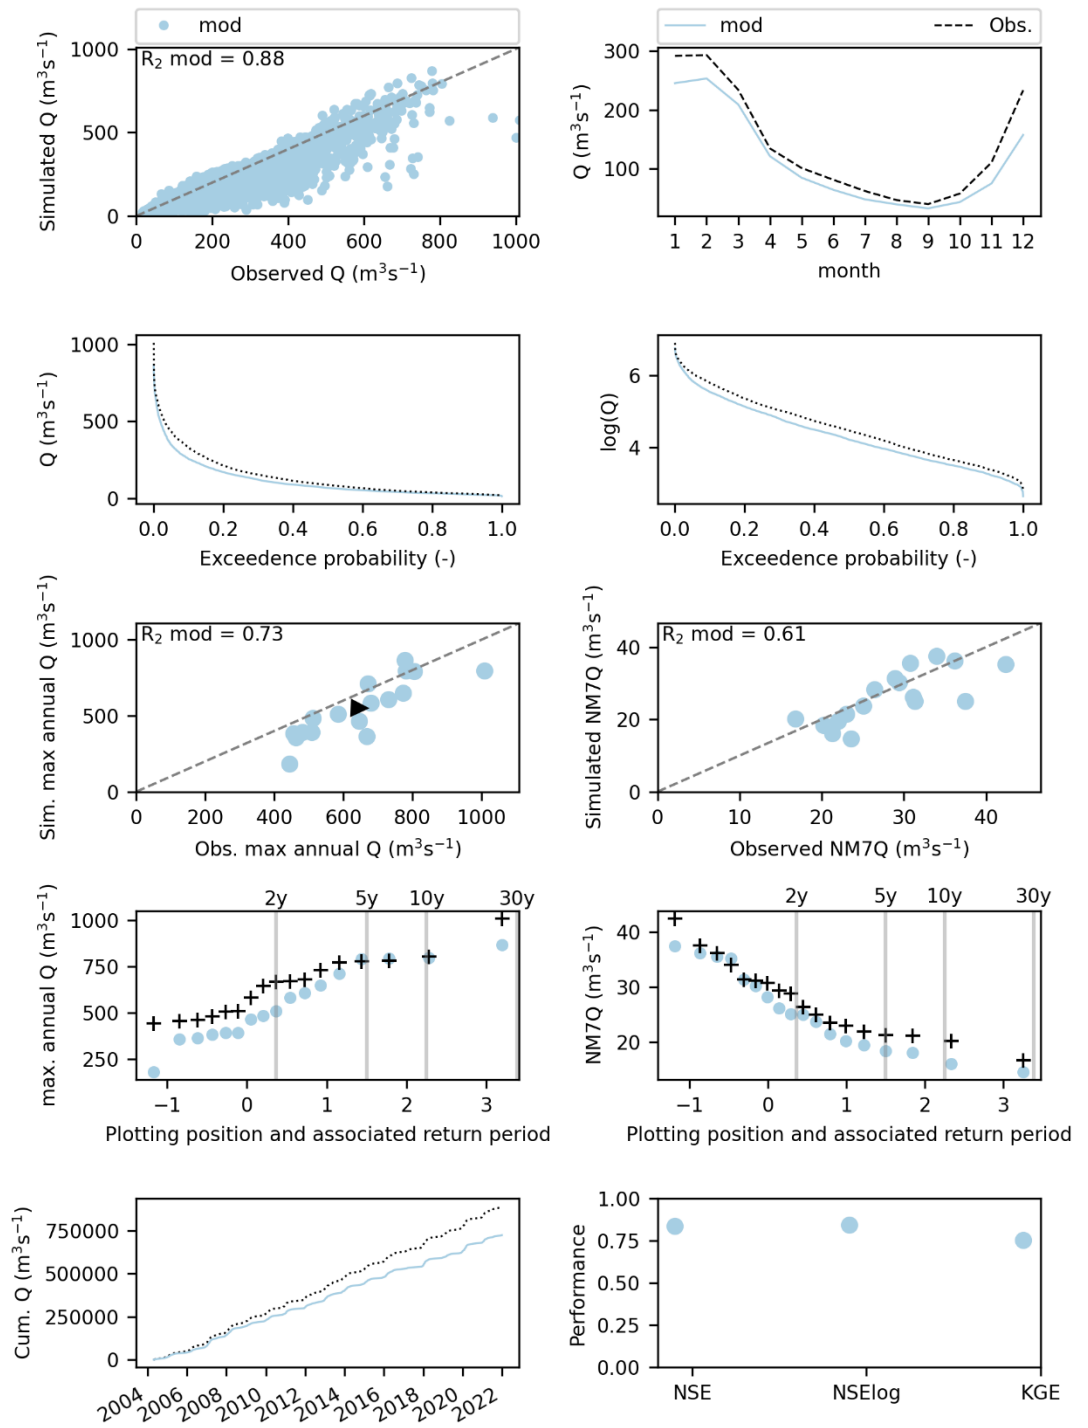 mod
R2 mod = 0.88
Simulated Q (m³s⁻¹)
1000
500
0
0 200 400 600 800 1000
Observed Q (m³s⁻¹)
mod Obs.
Q (m³s⁻¹)
300
200
100
1 2 3 4 5 6 7 8 9 10 11 12
month
Q (m³s⁻¹)
1000
500
0
0.0 0.2 0.4 0.6 0.8 1.0
Exceedence probability (-)
log(Q)
6
4
0.0 0.2 0.4 0.6 0.8 1.0
Exceedence probability (-)
R2 mod = 0.73
Sim. max annual Q (m³s⁻¹)
1000
500
0
0 200 400 600 800 1000
Obs. max annual Q (m³s⁻¹)
R2 mod = 0.61
Simulated NM7Q (m³s⁻¹)
40
20
0
0 10 20 30 40
Observed NM7Q (m³s⁻¹)
2y 5y 10y 30y
max. annual Q (m³s⁻¹)
1000
750
500
250
−1 0 1 2 3
Plotting position and associated return period
2y 5y 10y 30y
NM7Q (m³s⁻¹)
40
30
20
−1 0 1 2 3
Plotting position and associated return period
Cum. Q (m³s⁻¹)
750000
500000
250000
0
2004 2006 2008 2010 2012 2014 2016 2018 2020 2022
Performance
1.00
0.75
0.50
0.25
0.00
NSE NSElog KGE